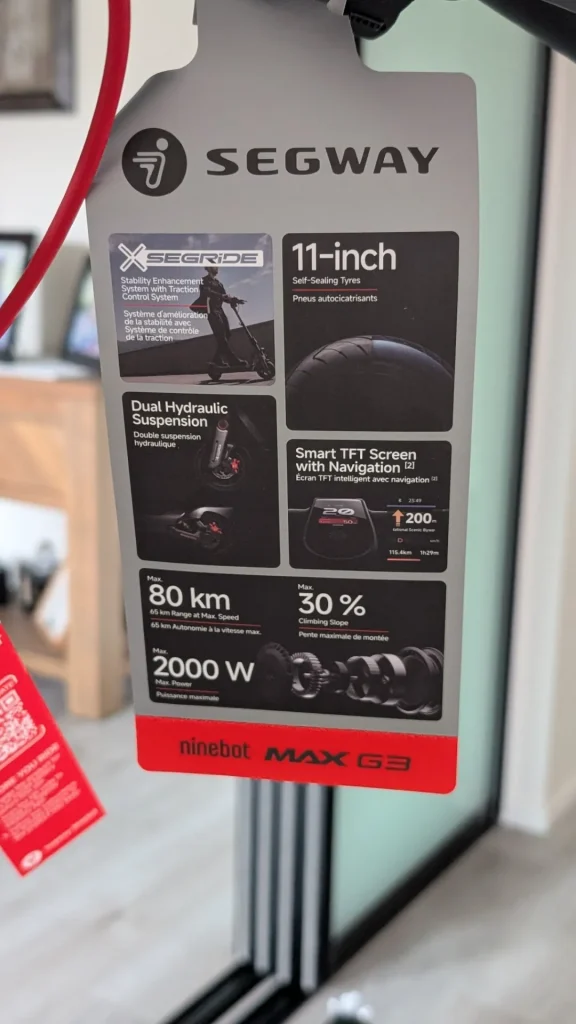 SEGWAY
SEGRIDE
Stability Enhancement
System with Traction
Control System
Système d'amélioration
de la stabilité avec
Système de contrôle
de la traction
11-inch
Self-Sealing Tyres
Pneus autocicatrisants
Dual Hydraulic
Suspension
Double suspension
hydraulique
Smart TFT Screen
with Navigation [2]
Écran TFT intelligent avec navigation [2]
20
200m
115.4km 1h29m
Max.
80 km
65 km Range at Max. Speed
65 km Autonomie à la vitesse max.
Max.
30 %
Climbing Slope
Pente maximale de montée
Max.
2000 W
Max. Power
Puissance maximale
ninebot MAX G3